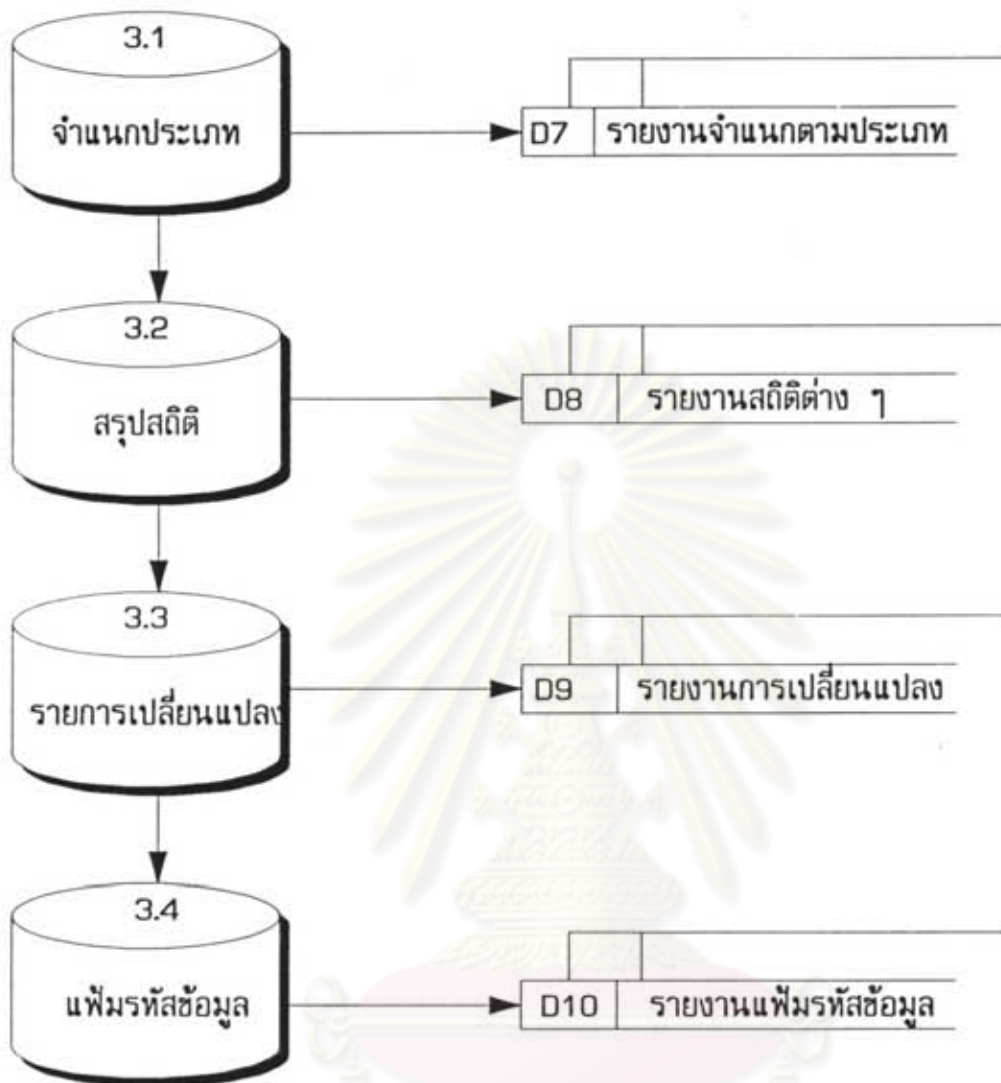 3.1
จำแนกประเภท
D7 รายงานจำแนกตามประเภท
3.2
สรุปสถิติ
D8 รายงานสถิติต่าง ๆ
3.3
รายการเปลี่ยนแปลง
D9 รายงานการเปลี่ยนแปลง
3.4
แฟ้มรหัสข้อมูล
D10 รายงานแฟ้มรหัสข้อมูล